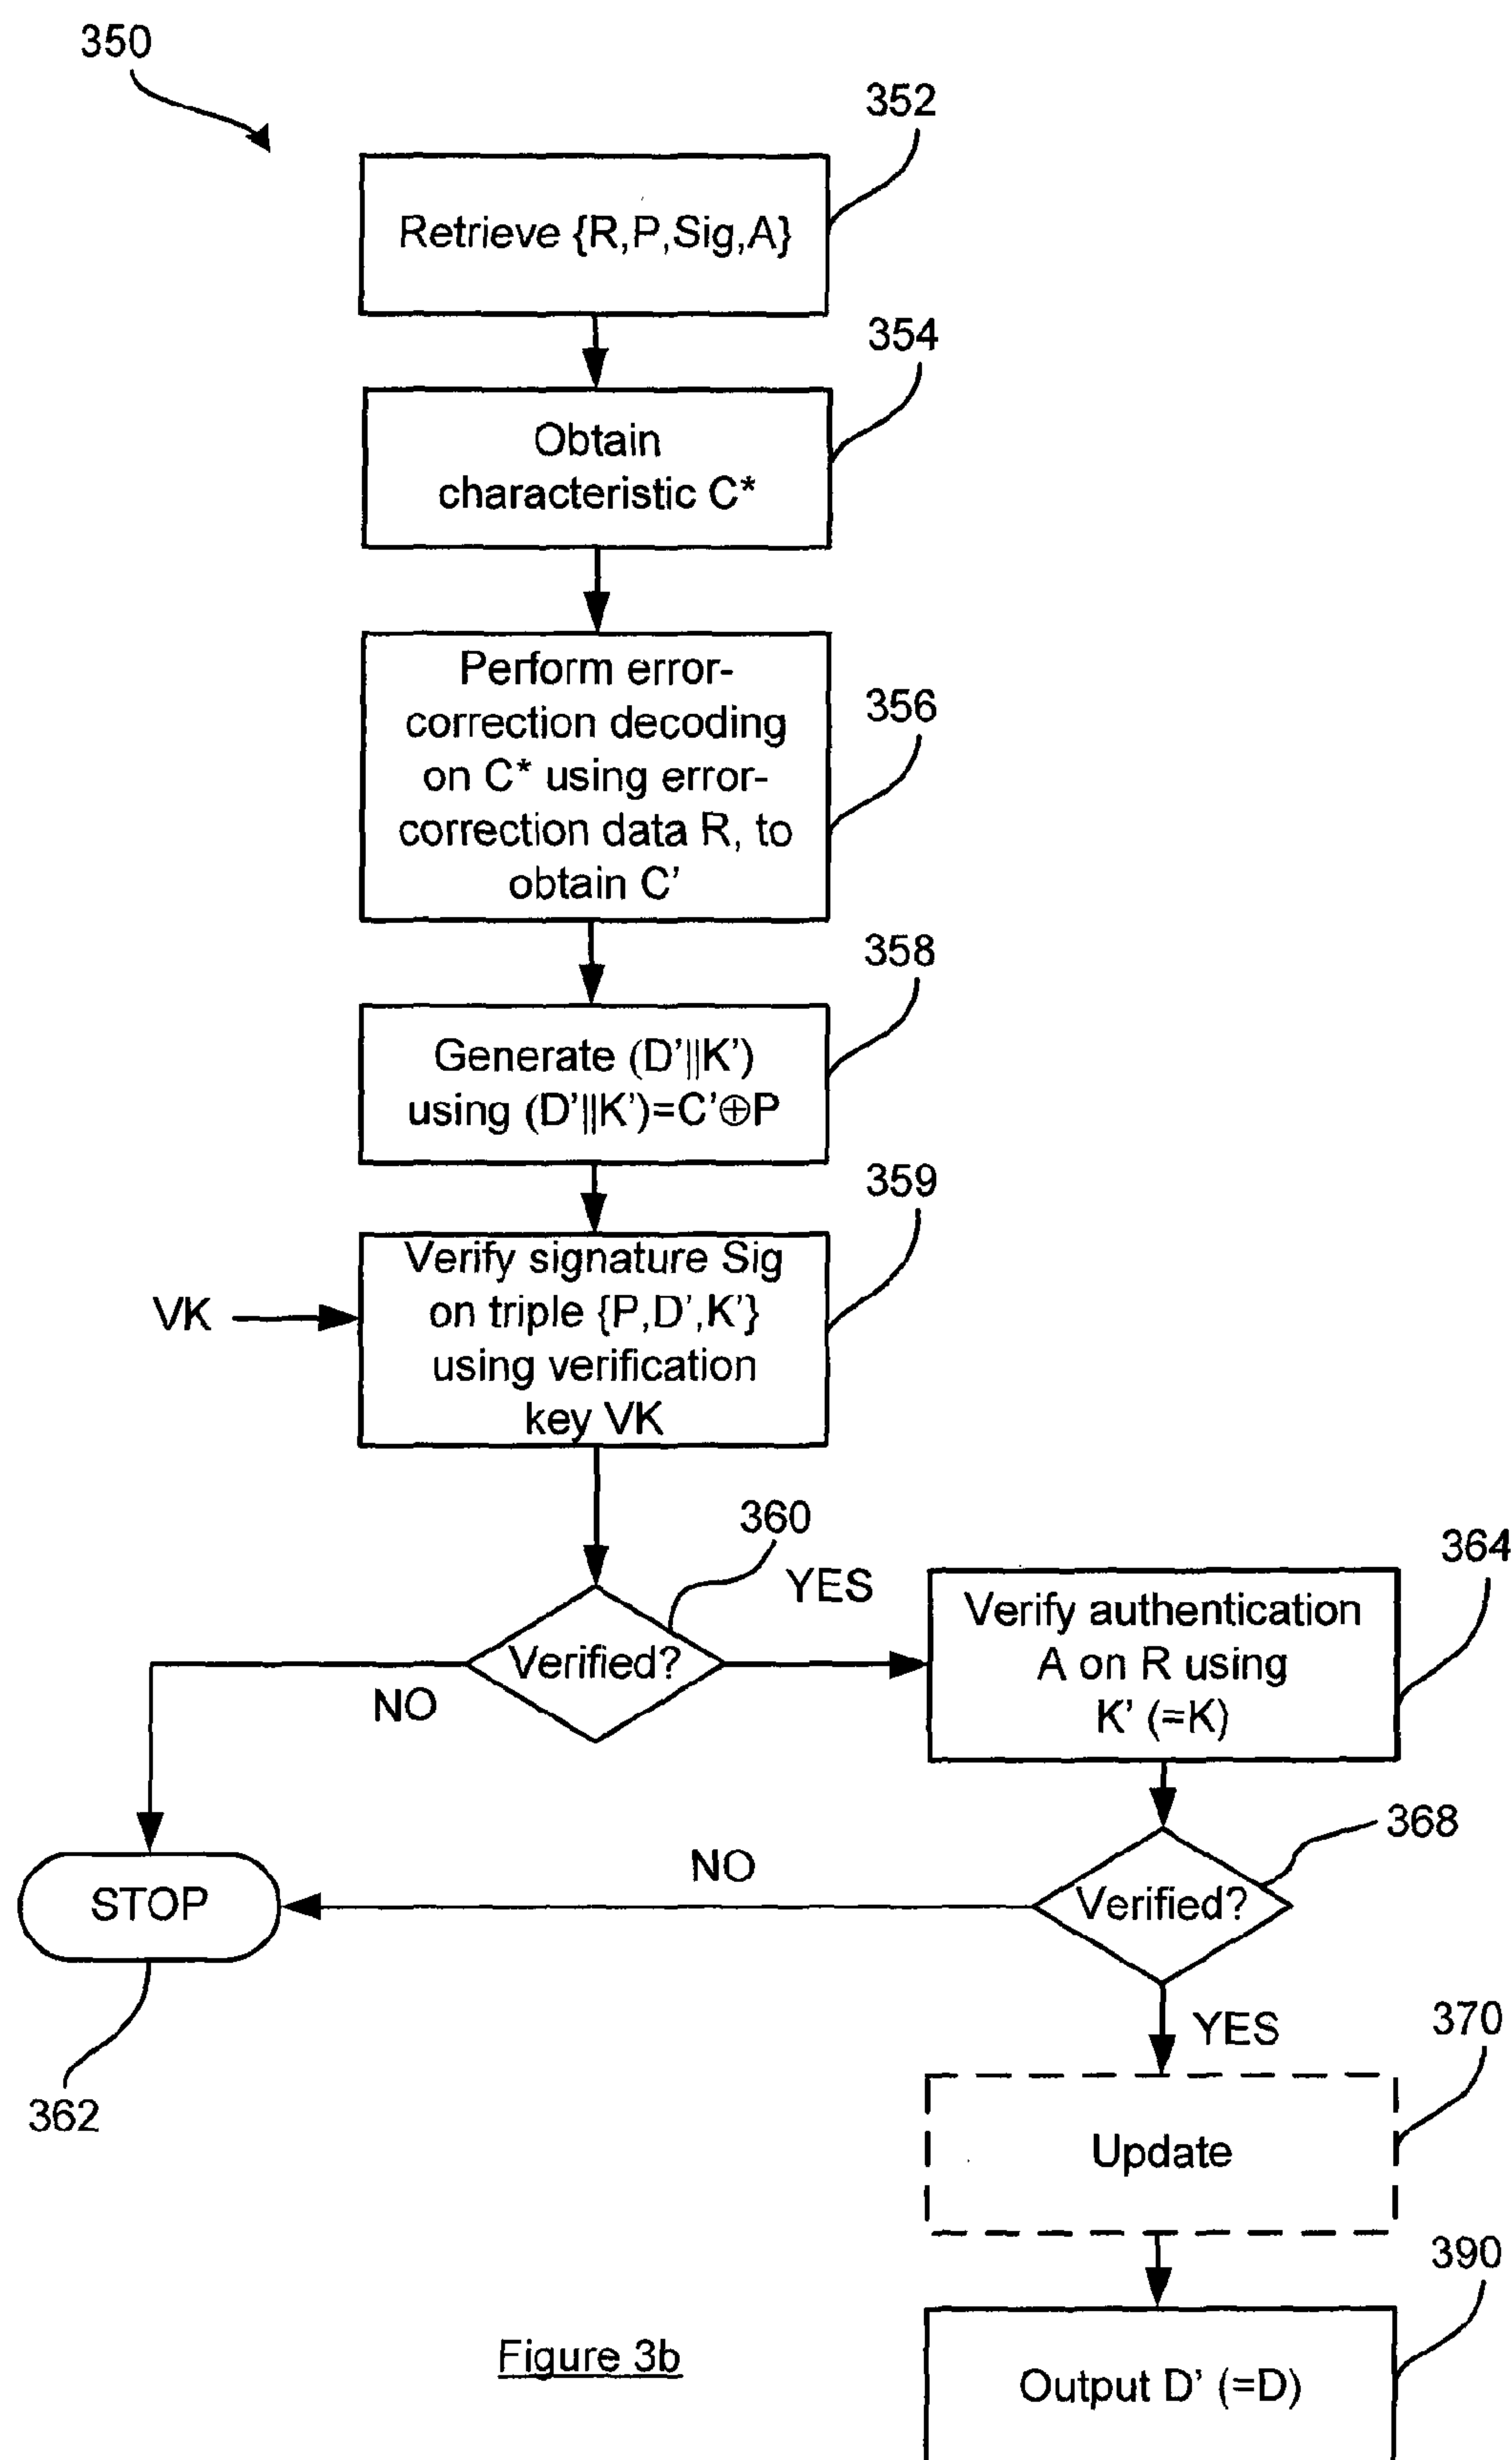 350
352
Retrieve {R,P,Sig,A}
354
Obtain
characteristic C*
356
Perform error-
correction decoding
on C* using error-
correction data R, to
obtain C’
358
Generate (D’||K’)
using (D’||K’)=C’⊕P
359
Verify signature Sig
on triple {P,D’,K’}
using verification
key VK
VK
360
Verified?
YES
NO
364
Verify authentication
A on R using
K’ (=K)
368
Verified?
NO
STOP
362
YES
370
Update
390
Output D’ (=D)
Figure 3b